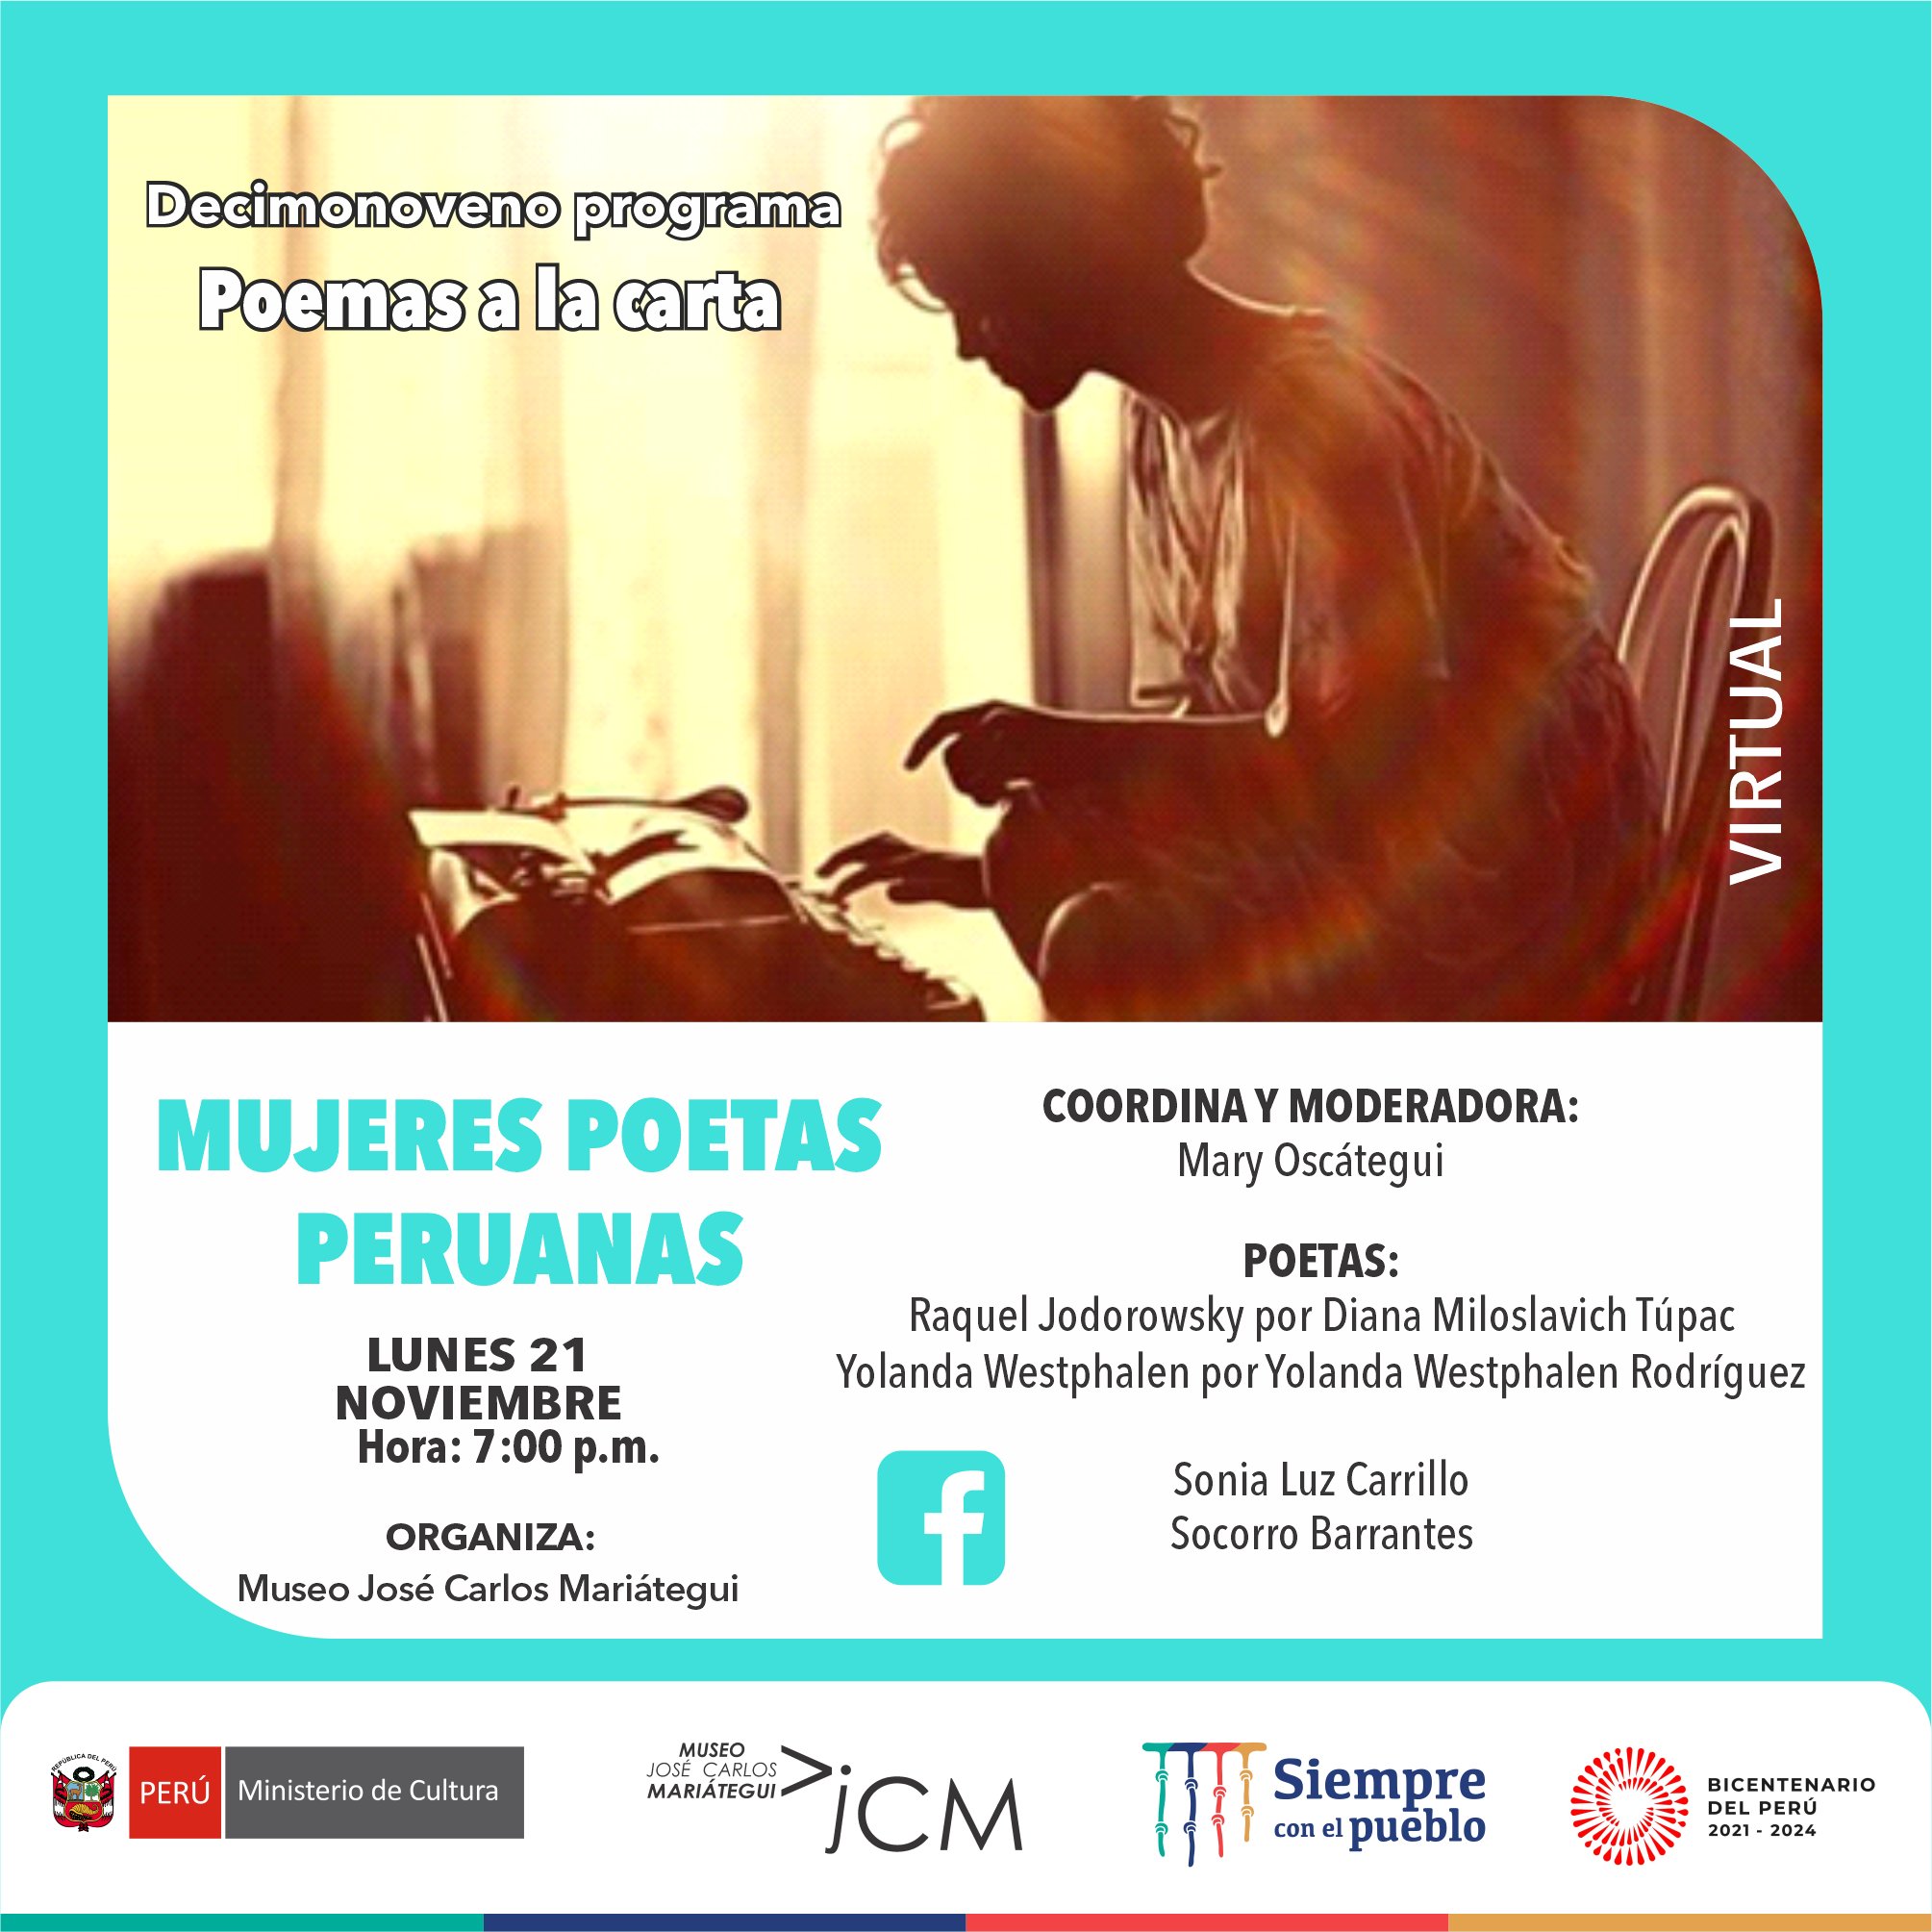 Decimonoveno programa
Poemas a la carta
VIRTUAL
MUJERES POETAS
PERUANAS
LUNES 21
NOVIEMBRE
Hora: 7:00 p.m.
ORGANIZA:
Museo José Carlos Mariátegui
COORDINA Y MODERADORA:
Mary Oscátegui
POETAS:
Raquel Jodorowsky por Diana Miloslavich Túpac
Yolanda Westphalen por Yolanda Westphalen Rodríguez
Sonia Luz Carrillo
Socorro Barrantes
REPÚBLICA DEL PERÚ
PERÚ
Ministerio de Cultura
MUSEO
JOSÉ CARLOS
MARIÁTEGUI
jCM
Siempre
con el pueblo
BICENTENARIO
DEL PERÚ
2021 - 2024